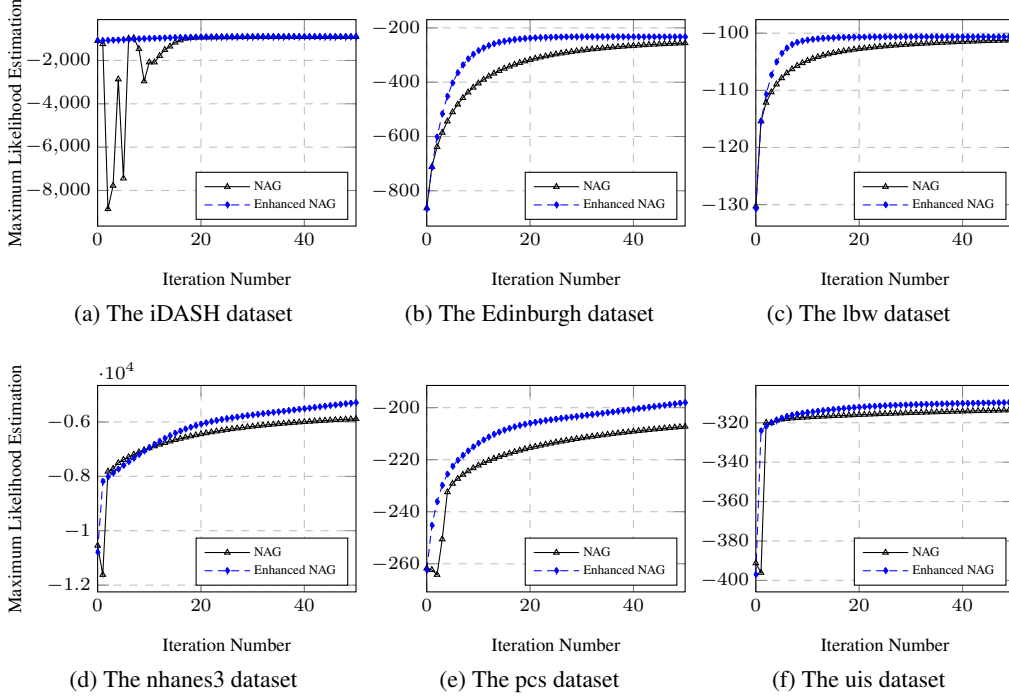 Maximum Likelihood Estimation
−2,000
−4,000
−6,000
−8,000
0 20 40
Iteration Number
NAG
Enhanced NAG
(a) The iDASH dataset
−200
−400
−600
−800
0 20 40
Iteration Number
NAG
Enhanced NAG
(b) The Edinburgh dataset
−100
−110
−120
−130
0 20 40
Iteration Number
NAG
Enhanced NAG
(c) The lbw dataset
Maximum Likelihood Estimation
·10⁴
−0.6
−0.8
−1
−1.2
0 20 40
Iteration Number
NAG
Enhanced NAG
(d) The nhanes3 dataset
−200
−220
−240
−260
0 20 40
Iteration Number
NAG
Enhanced NAG
(e) The pcs dataset
−320
−340
−360
−380
−400
0 20 40
Iteration Number
NAG
Enhanced NAG
(f) The uis dataset